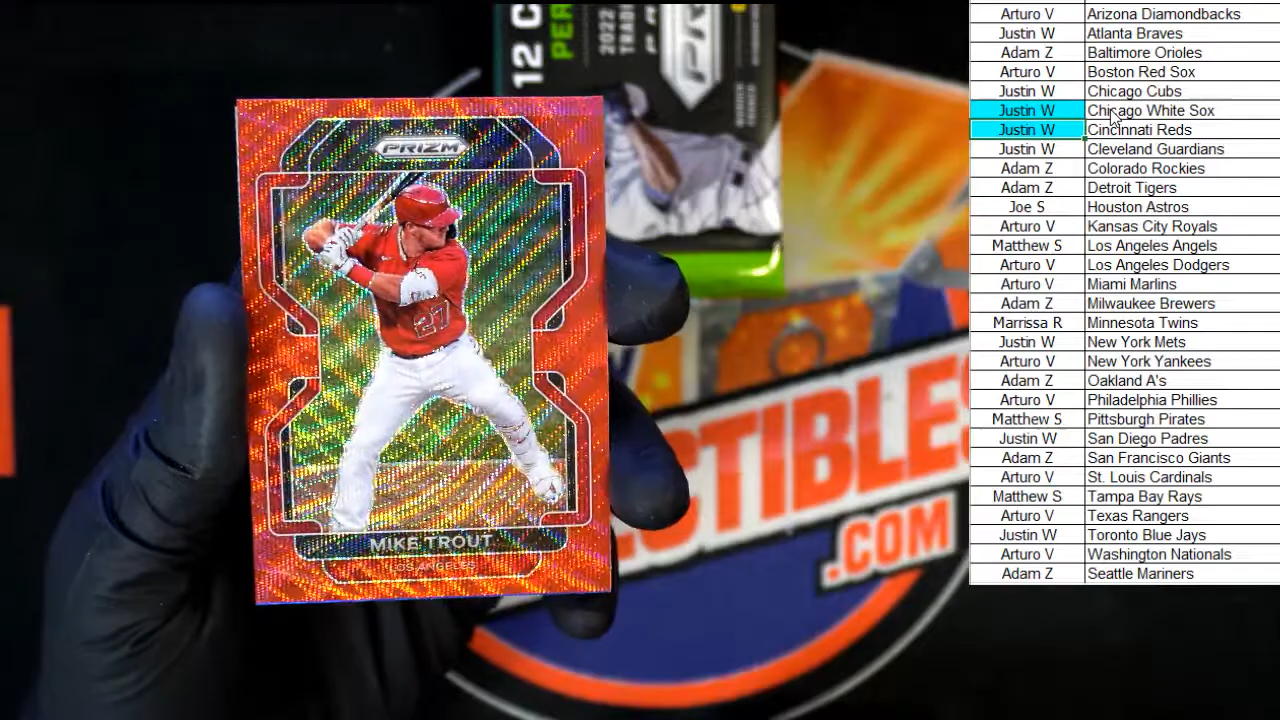 12 C
PER
2022
TRAD
PRIZM
MIKE TROUT
LOS ANGELES
27
CTIBLES
.COM
Arturo V Arizona Diamondbacks
Justin W Atlanta Braves
Adam Z Baltimore Orioles
Arturo V Boston Red Sox
Justin W Chicago Cubs
Justin W Chicago White Sox
Justin W Cincinnati Reds
Justin W Cleveland Guardians
Adam Z Colorado Rockies
Adam Z Detroit Tigers
Joe S Houston Astros
Arturo V Kansas City Royals
Matthew S Los Angeles Angels
Arturo V Los Angeles Dodgers
Arturo V Miami Marlins
Adam Z Milwaukee Brewers
Marrissa R Minnesota Twins
Justin W New York Mets
Arturo V New York Yankees
Adam Z Oakland A's
Arturo V Philadelphia Phillies
Matthew S Pittsburgh Pirates
Justin W San Diego Padres
Adam Z San Francisco Giants
Arturo V St. Louis Cardinals
Matthew S Tampa Bay Rays
Arturo V Texas Rangers
Justin W Toronto Blue Jays
Arturo V Washington Nationals
Adam Z Seattle Mariners